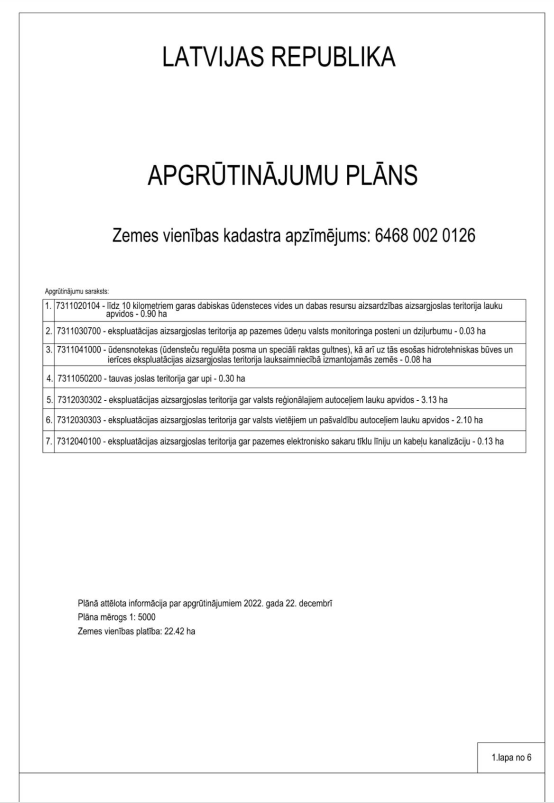 LATVIJAS REPUBLIKA
APGRŪTINĀJUMU PLĀNS
Zemes vienības kadastra apzīmējums: 6468 002 0126
Apgrūtinājumu saraksts:
1. 7311020104 - līdz 10 kilometriem garas dabiskas ūdensteces vides un dabas resursu aizsardzības aizsargjoslas teritorija lauku
apvidos - 0.90 ha
2. 7311030700 - ekspluatācijas aizsargjoslas teritorija ap pazemes ūdeņu valsts monitoringa posteni un dziļurbumu - 0.03 ha
3. 7311041000 - ūdensnotekas (ūdensteču regulēta posma un speciāli raktas gultnes), kā arī uz tās esošas hidrotehniskas būves un
ierīces ekspluatācijas aizsargjoslas teritorija lauksaimniecībā izmantojamās zemēs - 0.08 ha
4. 7311050200 - tauvas joslas teritorija gar upi - 0.30 ha
5. 7312030302 - ekspluatācijas aizsargjoslas teritorija gar valsts reģionālajiem autoceļiem lauku apvidos - 3.13 ha
6. 7312030303 - ekspluatācijas aizsargjoslas teritorija gar valsts vietējiem un pašvaldību autoceļiem lauku apvidos - 2.10 ha
7. 7312040100 - ekspluatācijas aizsargjoslas teritorija gar pazemes elektronisko sakaru tīklu līniju un kabeļu kanalizāciju - 0.13 ha
Plānā attēlota informācija par apgrūtinājumiem 2022. gada 22. decembrī
Plāna mērogs 1: 5000
Zemes vienības platība: 22.42 ha
1.lapa no 6